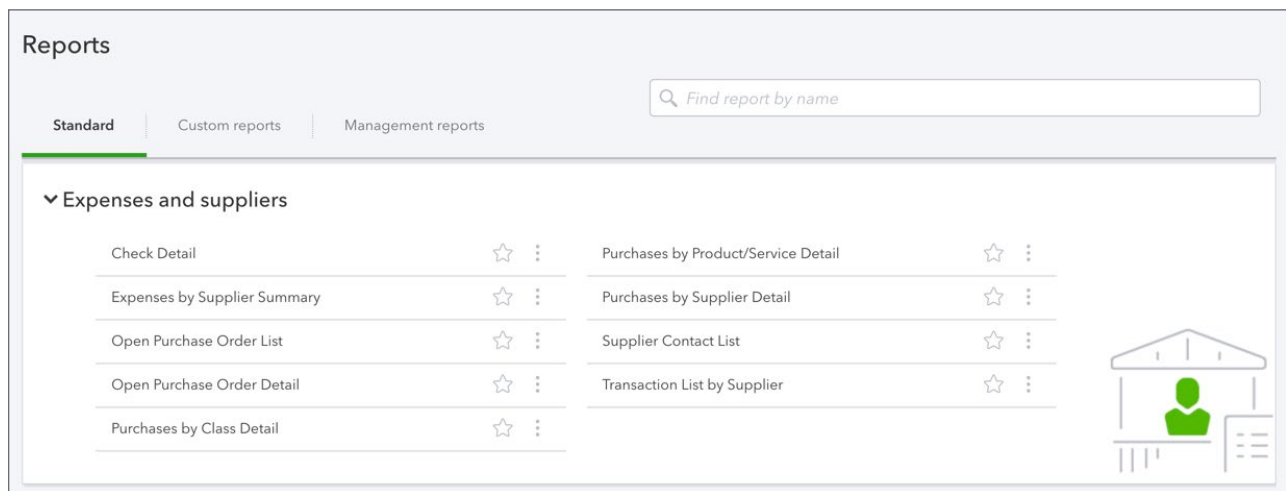 Reports
Find report by name
Standard
Custom reports
Management reports
Expenses and suppliers
Check Detail
Expenses by Supplier Summary
Open Purchase Order List
Open Purchase Order Detail
Purchases by Class Detail
Purchases by Product/Service Detail
Purchases by Supplier Detail
Supplier Contact List
Transaction List by Supplier